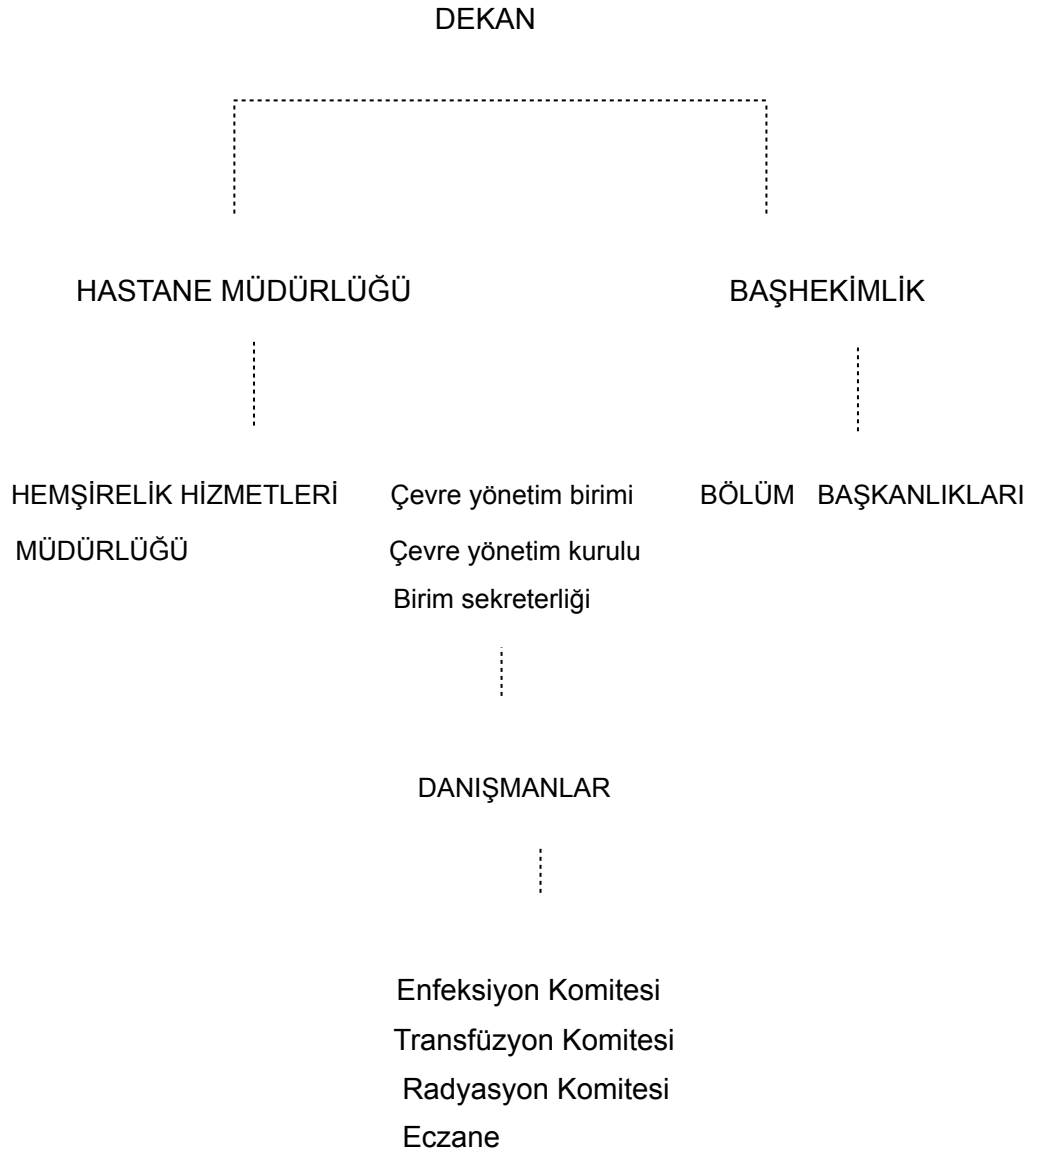 DEKAN
HASTANE MÜDÜRLÜĞÜ BAŞHEKİMLİK
HEMŞİRELİK HİZMETLERİ Çevre yönetim birimi BÖLÜM BAŞKANLIKLARI
MÜDÜRLÜĞÜ Çevre yönetim kurulu
Birim sekreterliği
DANIŞMANLAR
Enfeksiyon Komitesi
Transfüzyon Komitesi
Radyasyon Komitesi
Eczane